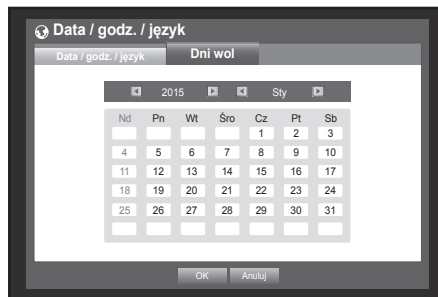 Data / godz. / język
Data / godz. / język Dni wol
2015 Sty
Nd Pn Wt Śro Cz Pt Sb
1 2 3
4 5 6 7 8 9 10
11 12 13 14 15 16 17
18 19 20 21 22 23 24
25 26 27 28 29 30 31
OK Anuluj